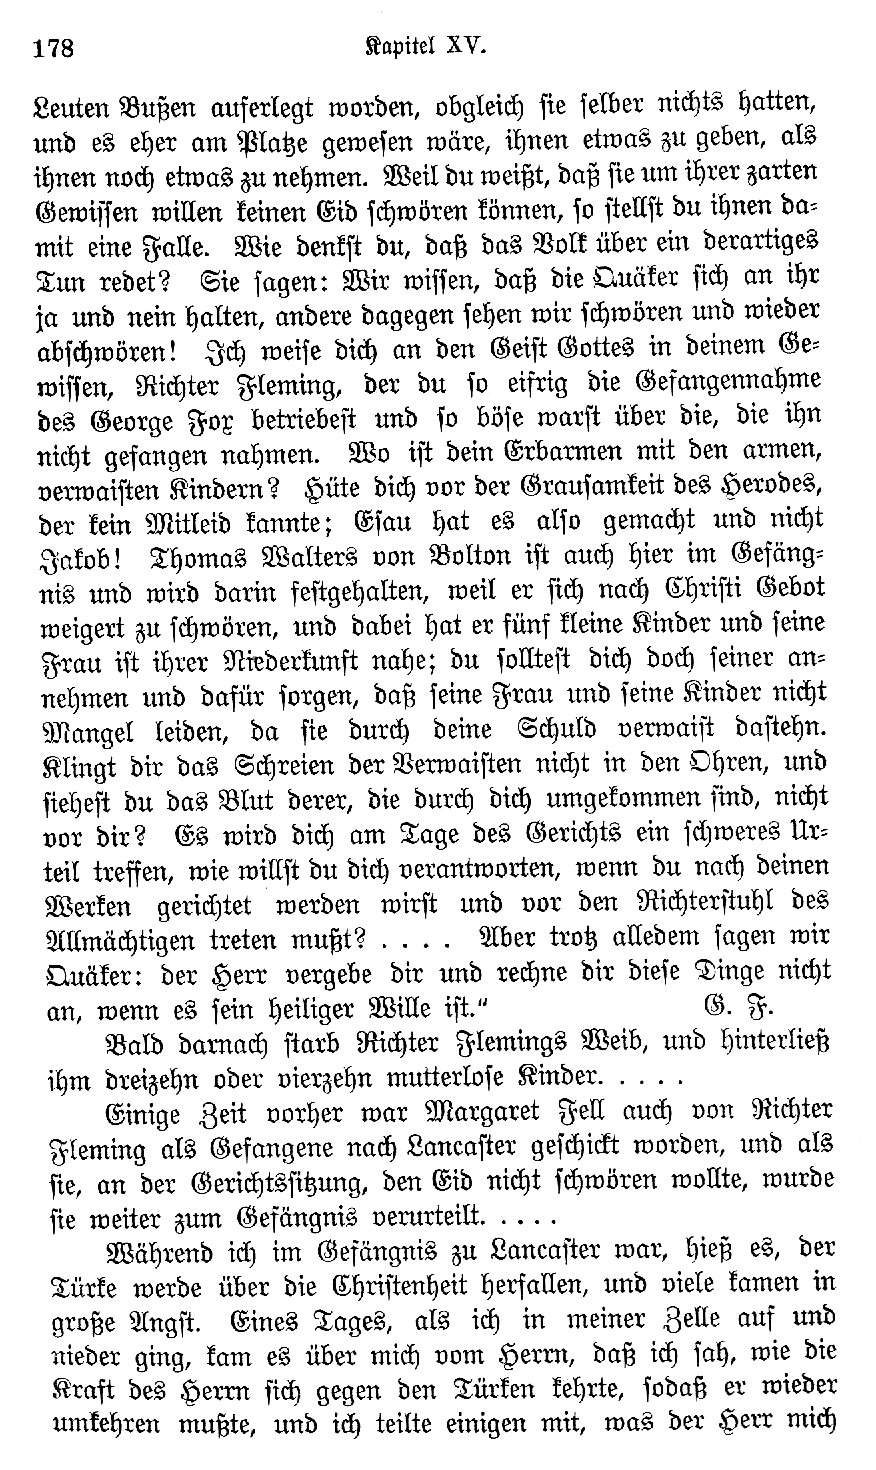 178 Kapitel XV.
Leuten Bußen auferlegt worden, obgleich sie selber nichts hatten,
und es eher am Platze gewesen wäre, ihnen etwas zu geben, als
ihnen noch etwas zu nehmen. Weil du weißt, daß sie um ihrer zarten
Gewissen willen keinen Eid schwören können, so stellst du ihnen da-
mit eine Falle. Wie denkst du, daß das Volk über ein derartiges
Tun redet? Sie sagen: Wir wissen, daß die Quäker sich an ihr
ja und nein halten, andere dagegen sehen wir schwören und wieder
abschwören! Ich weise dich an den Geist Gottes in deinem Ge-
wissen, Richter Fleming, der du so eifrig die Gefangennahme
des George Fox betriebest und so böse warst über die, die ihn
nicht gefangen nahmen. Wo ist dein Erbarmen mit den armen,
verwaisten Kindern? Hüte dich vor der Grausamkeit des Herodes,
der kein Mitleid kannte; Esau hat es also gemacht und nicht
Jakob! Thomas Walters von Bolton ist auch hier im Gefäng-
nis und wird darin festgehalten, weil er sich nach Christi Gebot
weigert zu schwören, und dabei hat er fünf kleine Kinder und seine
Frau ist ihrer Niederkunft nahe; du solltest dich doch seiner an-
nehmen und dafür sorgen, daß seine Frau und seine Kinder nicht
Mangel leiden, da sie durch deine Schuld verwaist dastehn.
Klingt dir das Schreien der Verwaisten nicht in den Ohren, und
siehest du das Blut derer, die durch dich umgekommen sind, nicht
vor dir? Es wird dich am Tage des Gerichts ein schweres Ur-
teil treffen, wie willst du dich verantworten, wenn du nach deinen
Werken gerichtet werden wirst und vor den Richterstuhl des
Allmächtigen treten mußt? . . . . Aber trotz alledem sagen wir
Quäker: der Herr vergebe dir und rechne dir diese Dinge nicht
an, wenn es sein heiliger Wille ist.“ G. F.
Bald darnach starb Richter Flemings Weib, und hinterließ
ihm dreizehn oder vierzehn mutterlose Kinder. . . . .
Einige Zeit vorher war Margaret Fell auch von Richter
Fleming als Gefangene nach Lancaster geschickt worden, und als
sie, an der Gerichtssitzung, den Eid nicht schwören wollte, wurde
sie weiter zum Gefängnis verurteilt. . . . .
Während ich im Gefängnis zu Lancaster war, hieß es, der
Türke werde über die Christenheit herfallen, und viele kamen in
große Angst. Eines Tages, als ich in meiner Zelle auf und
nieder ging, kam es über mich vom Herrn, daß ich sah, wie die
Kraft des Herrn sich gegen den Türken kehrte, sodaß er wieder
umkehren mußte, und ich teilte einigen mit, was der Herr mich